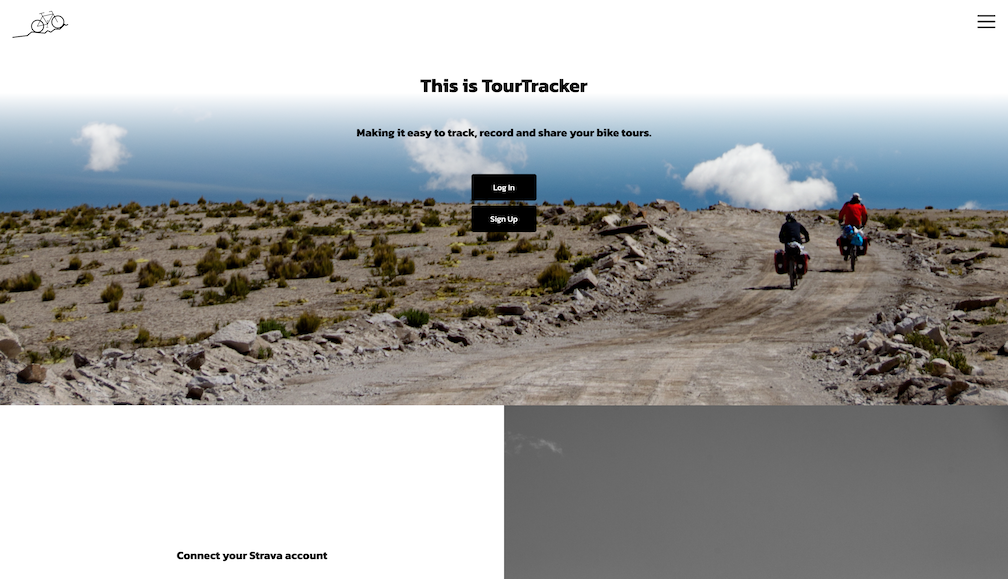 This is TourTracker
Making it easy to track, record and share your bike tours.
Log In
Sign Up
Connect your Strava account